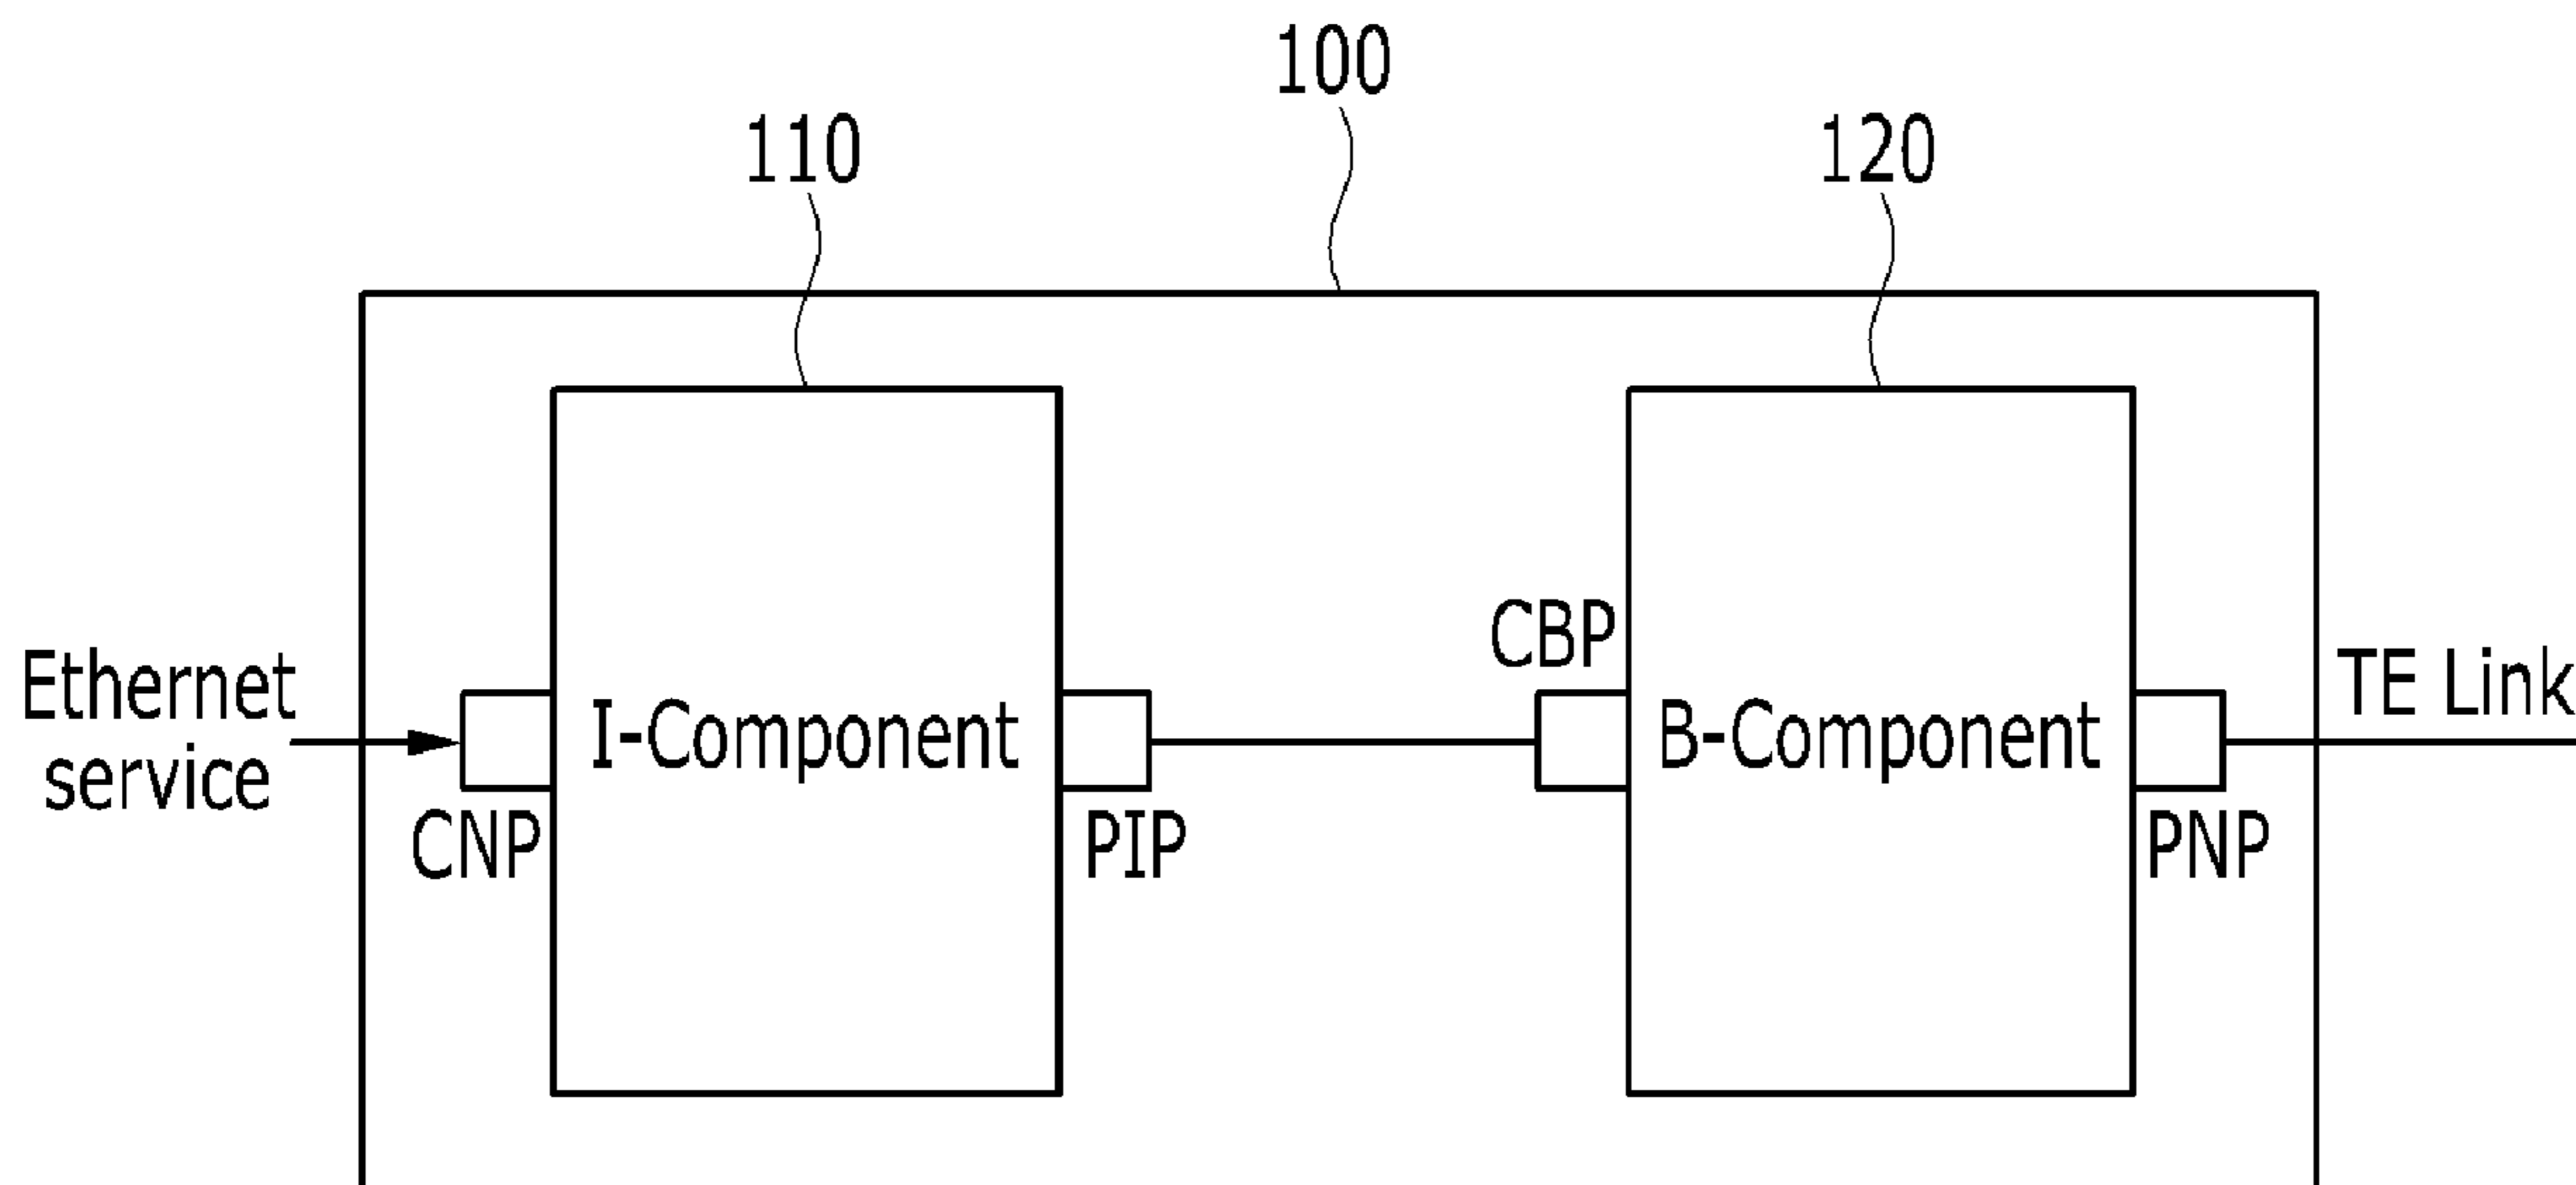 100
110
120
CBP
Ethernet
service
I-Component
B-Component
TE Link
CNP
PIP
PNP